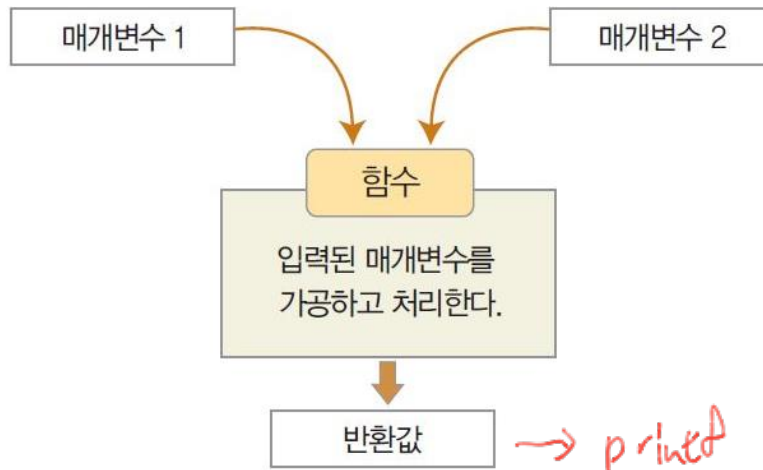 매개변수 1
매개변수 2
함수
입력된 매개변수를
가공하고 처리한다.
반환값 → printf